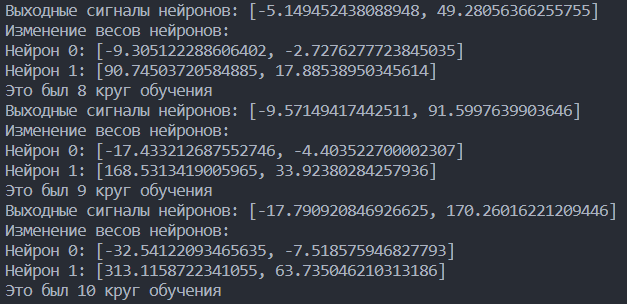 Выходные сигналы нейронов: [-5.149452438088948, 49.28056366255755]
Изменение весов нейронов:
Нейрон 0: [-9.305122288606402, -2.7276277723845035]
Нейрон 1: [90.74503720584885, 17.88538950345614]
Это был 8 круг обучения
Выходные сигналы нейронов: [-9.57149417442511, 91.5997639903646]
Изменение весов нейронов:
Нейрон 0: [-17.433212687552746, -4.403522700002307]
Нейрон 1: [168.5313419005965, 33.92380284257936]
Это был 9 круг обучения
Выходные сигналы нейронов: [-17.790920846926625, 170.26016221209446]
Изменение весов нейронов:
Нейрон 0: [-32.54122093465635, -7.518575946827793]
Нейрон 1: [313.1158722341055, 63.735046210313186]
Это был 10 круг обучения